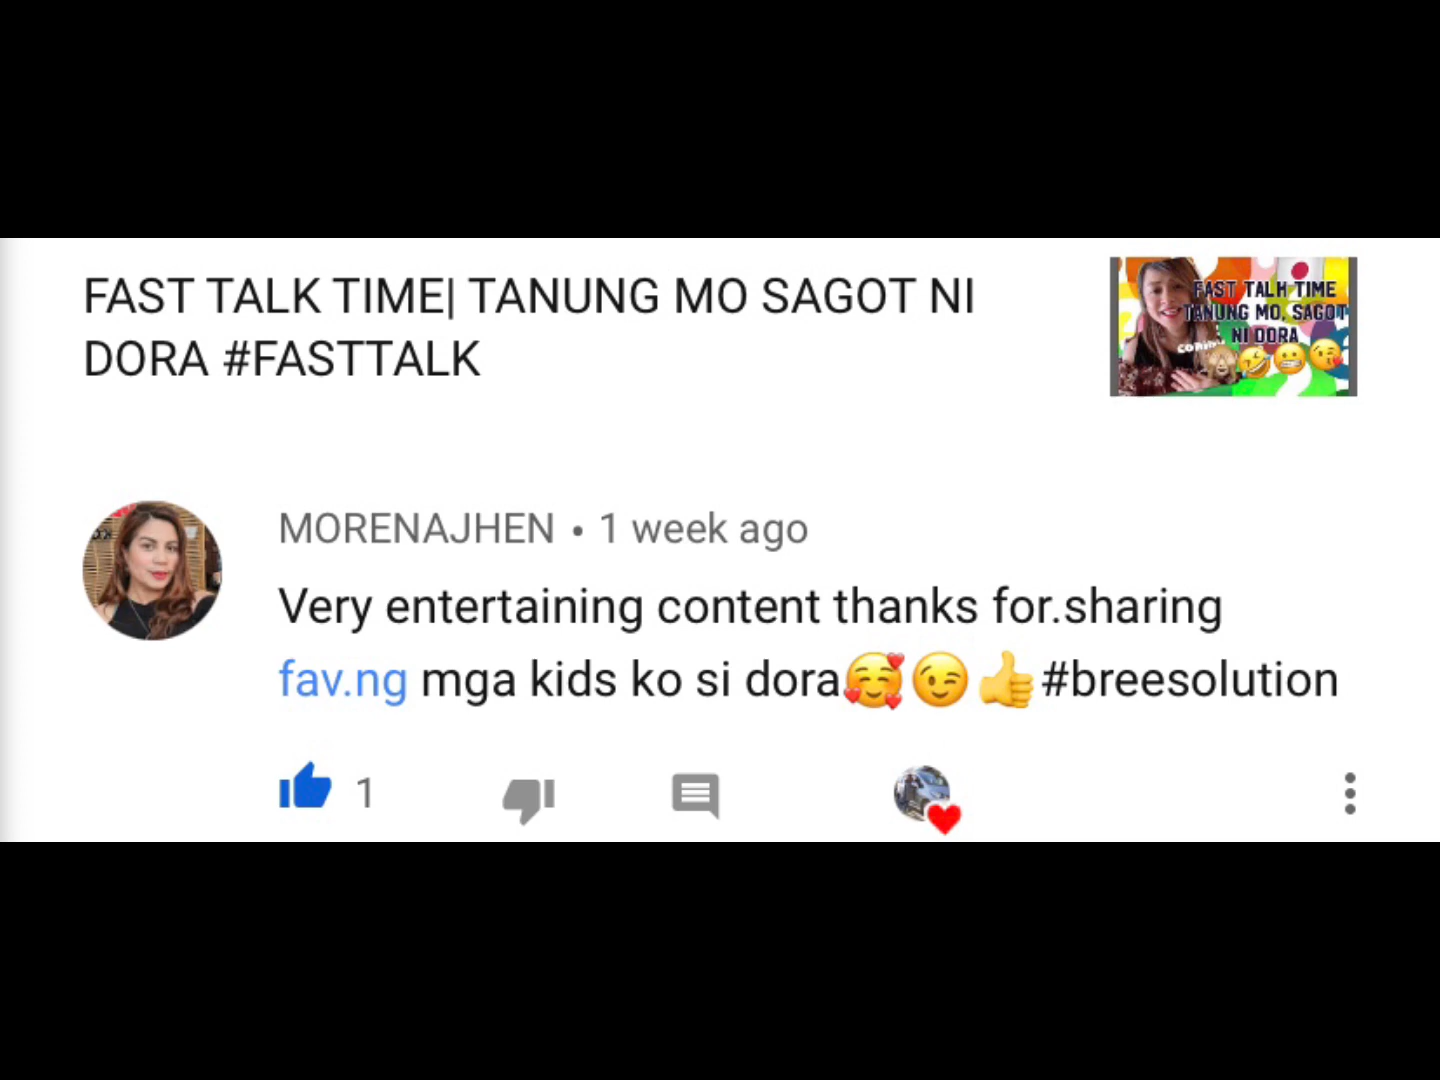 FAST TALK TIME| TANUNG MO SAGOT NI
DORA #FASTTALK
FAST TALK TIME
TANUNG MO, SAGOT
NI DORA
MORENAJHEN • 1 week ago
Very entertaining content thanks for.sharing
fav.ng mga kids ko si dora🥰😉👍#breesolution
1